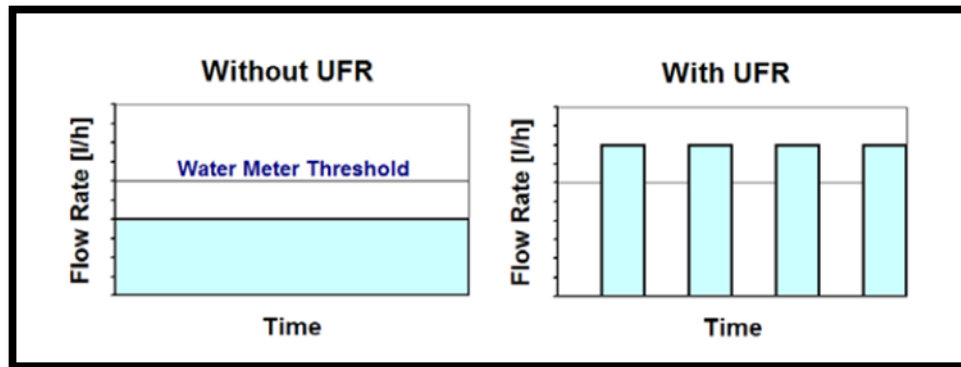 Without UFR
Flow Rate [l/h]
Water Meter Threshold
Time
With UFR
Flow Rate [l/h]
Time